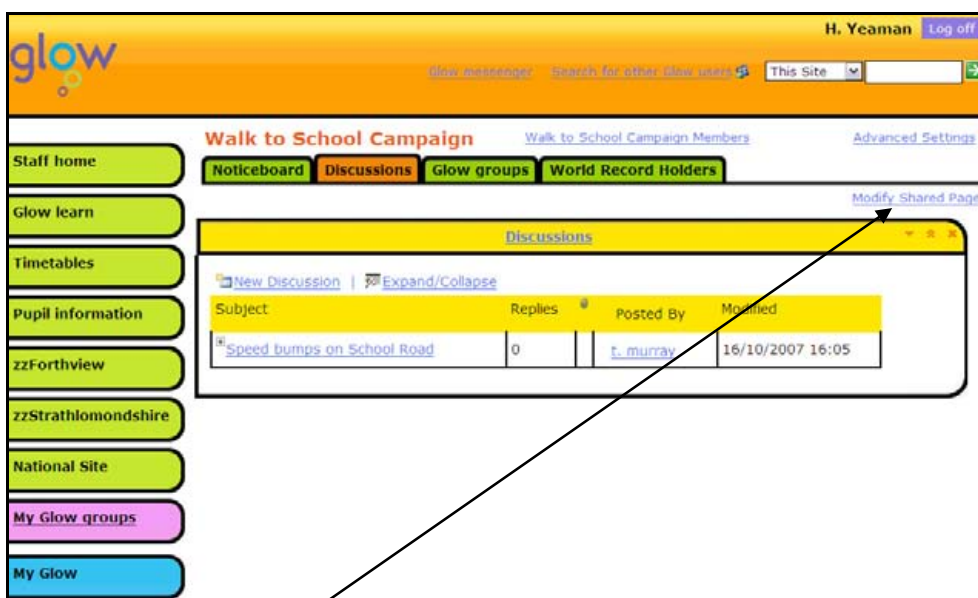 H. Yeaman Log off
glow
Glow messenger Search for other Glow users This Site
Walk to School Campaign Walk to School Campaign Members Advanced Settings
Noticeboard Discussions Glow groups World Record Holders
Modify Shared Page
Staff home
Glow learn
Timetables
Pupil information
zzForthview
zzStrathlomondshire
National Site
My Glow groups
My Glow
Discussions
New Discussion | Expand/Collapse
Subject Replies Posted By Modified
Speed bumps on School Road 0 t. murray 16/10/2007 16:05